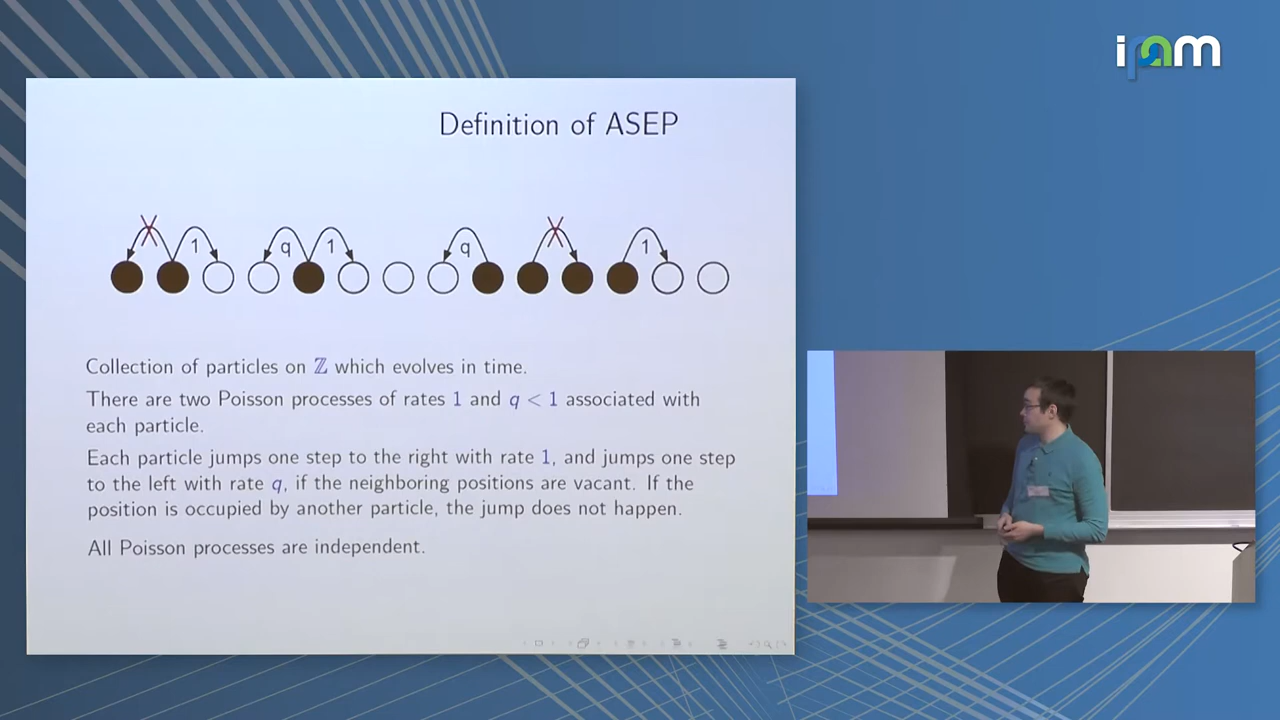 ipam
Definition of ASEP
1 q 1 q 1
Collection of particles on ℤ which evolves in time.
There are two Poisson processes of rates 1 and q < 1 associated with
each particle.
Each particle jumps one step to the right with rate 1, and jumps one step
to the left with rate q, if the neighboring positions are vacant. If the
position is occupied by another particle, the jump does not happen.
All Poisson processes are independent.